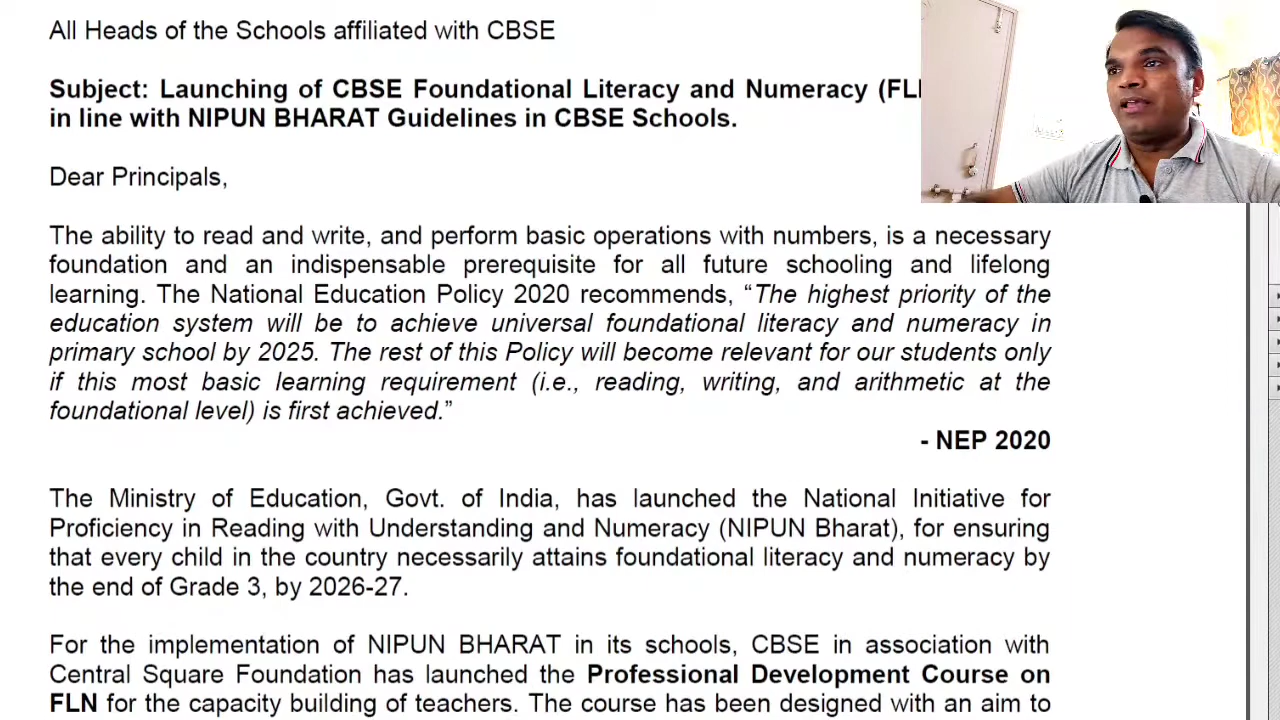 All Heads of the Schools affiliated with CBSE
Subject: Launching of CBSE Foundational Literacy and Numeracy
in line with NIPUN BHARAT Guidelines in CBSE Schools.
Dear Principals,
The ability to read and write, and perform basic operations with numbers, is a necessary
foundation and an indispensable prerequisite for all future schooling and lifelong
learning. The National Education Policy 2020 recommends, “The highest priority of the
education system will be to achieve universal foundational literacy and numeracy in
primary school by 2025. The rest of this Policy will become relevant for our students only
if this most basic learning requirement (i.e., reading, writing, and arithmetic at the
foundational level) is first achieved.”
- NEP 2020
The Ministry of Education, Govt. of India, has launched the National Initiative for
Proficiency in Reading with Understanding and Numeracy (NIPUN Bharat), for ensuring
that every child in the country necessarily attains foundational literacy and numeracy by
the end of Grade 3, by 2026-27.
For the implementation of NIPUN BHARAT in its schools, CBSE in association with
Central Square Foundation has launched the Professional Development Course on
FLN for the capacity building of teachers. The course has been designed with an aim to